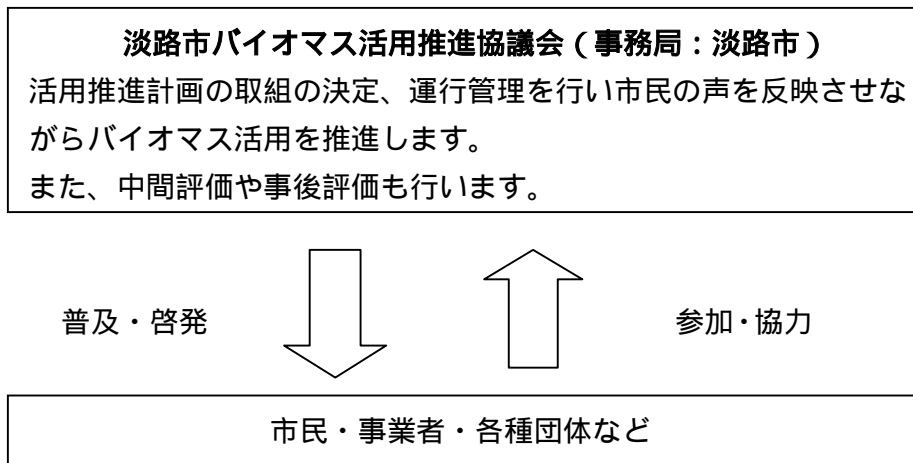 淡路市バイオマス活用推進協議会（事務局：淡路市）
活用推進計画の取組の決定、運行管理を行い市民の声を反映させな
がらバイオマス活用を推進します。
また、中間評価や事後評価も行います。
普及・啓発
参加・協力
市民・事業者・各種団体など